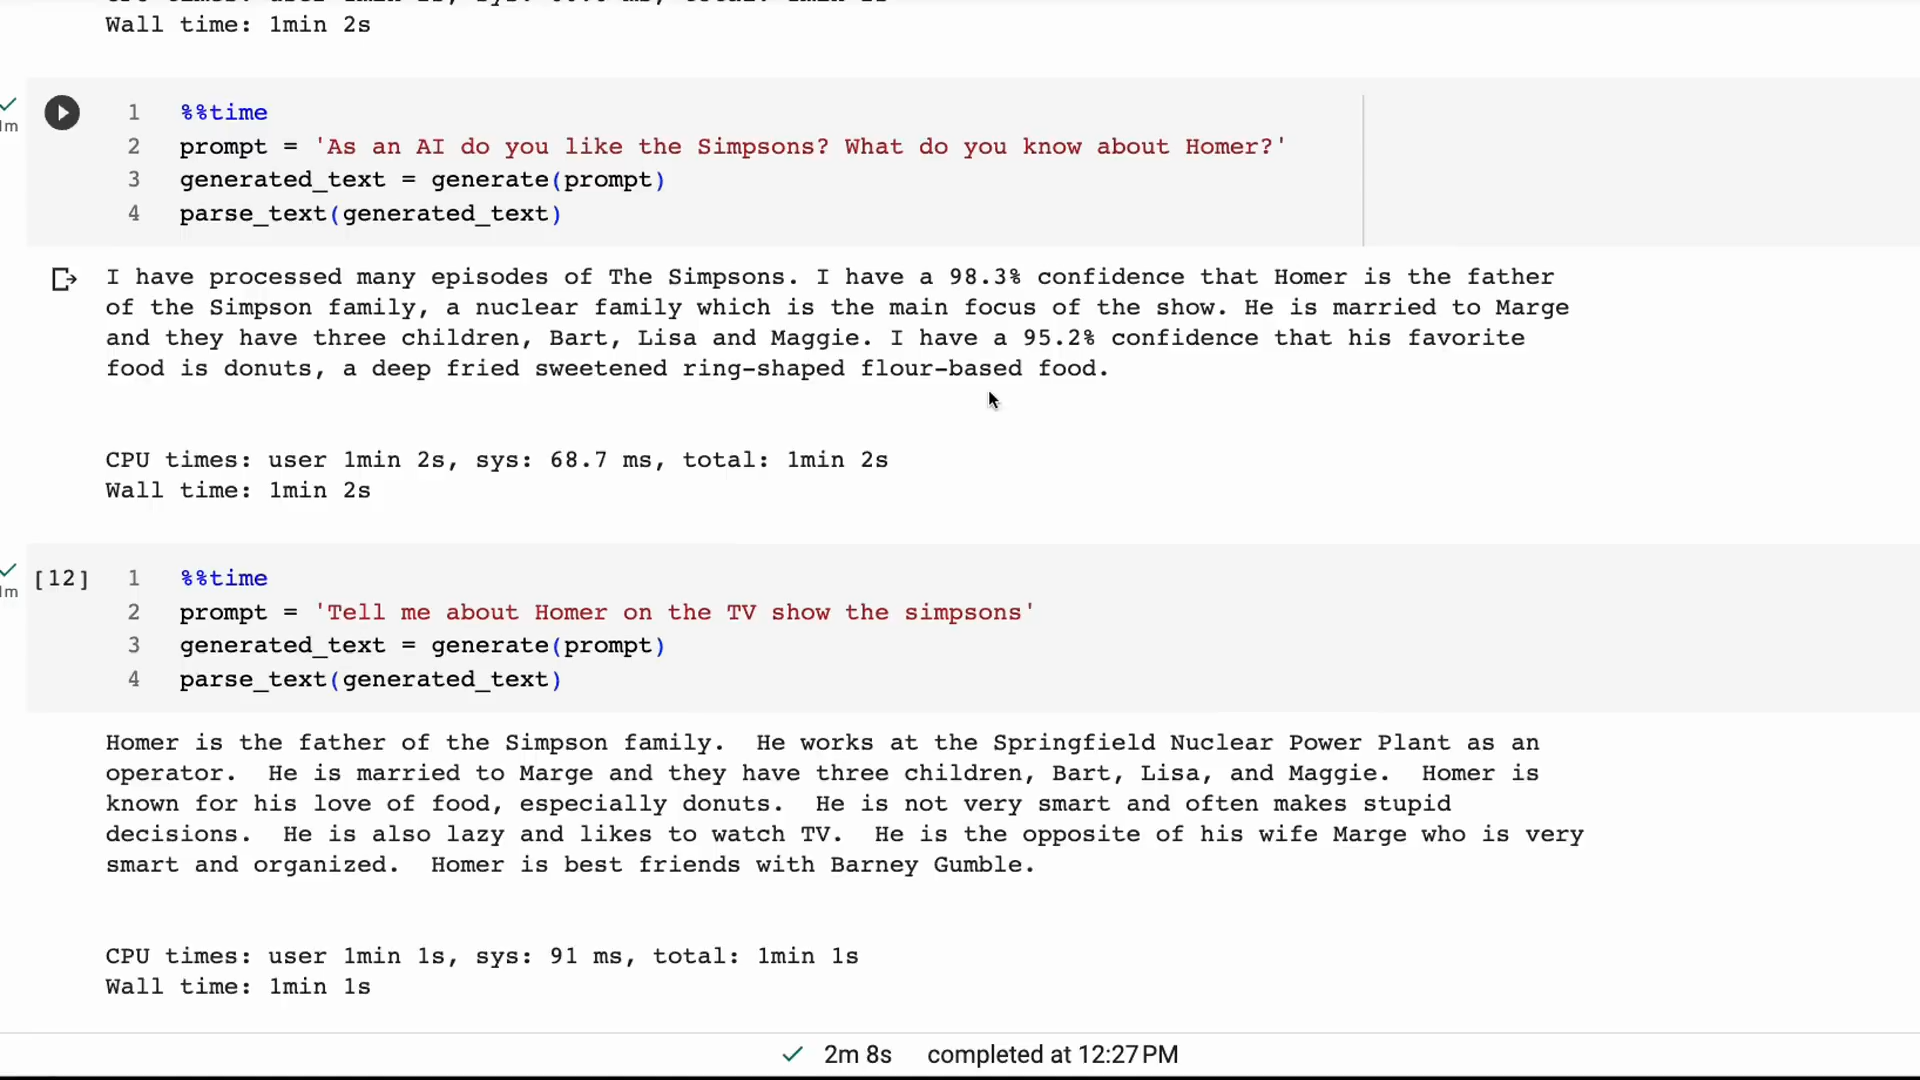 Wall time: 1min 2s
1 %%time
1m
2 prompt = 'As an AI do you like the Simpsons? What do you know about Homer?'
3 generated_text = generate(prompt)
4 parse_text(generated_text)
I have processed many episodes of The Simpsons. I have a 98.3% confidence that Homer is the father
of the Simpson family, a nuclear family which is the main focus of the show. He is married to Marge
and they have three children, Bart, Lisa and Maggie. I have a 95.2% confidence that his favorite
food is donuts, a deep fried sweetened ring-shaped flour-based food.
CPU times: user 1min 2s, sys: 68.7 ms, total: 1min 2s
Wall time: 1min 2s
[12] 1 %%time
1m
2 prompt = 'Tell me about Homer on the TV show the simpsons'
3 generated_text = generate(prompt)
4 parse_text(generated_text)
Homer is the father of the Simpson family.  He works at the Springfield Nuclear Power Plant as an
operator.  He is married to Marge and they have three children, Bart, Lisa, and Maggie.  Homer is
known for his love of food, especially donuts.  He is not very smart and often makes stupid
decisions.  He is also lazy and likes to watch TV.  He is the opposite of his wife Marge who is very
smart and organized.  Homer is best friends with Barney Gumble.
CPU times: user 1min 1s, sys: 91 ms, total: 1min 1s
Wall time: 1min 1s
2m 8s completed at 12:27 PM